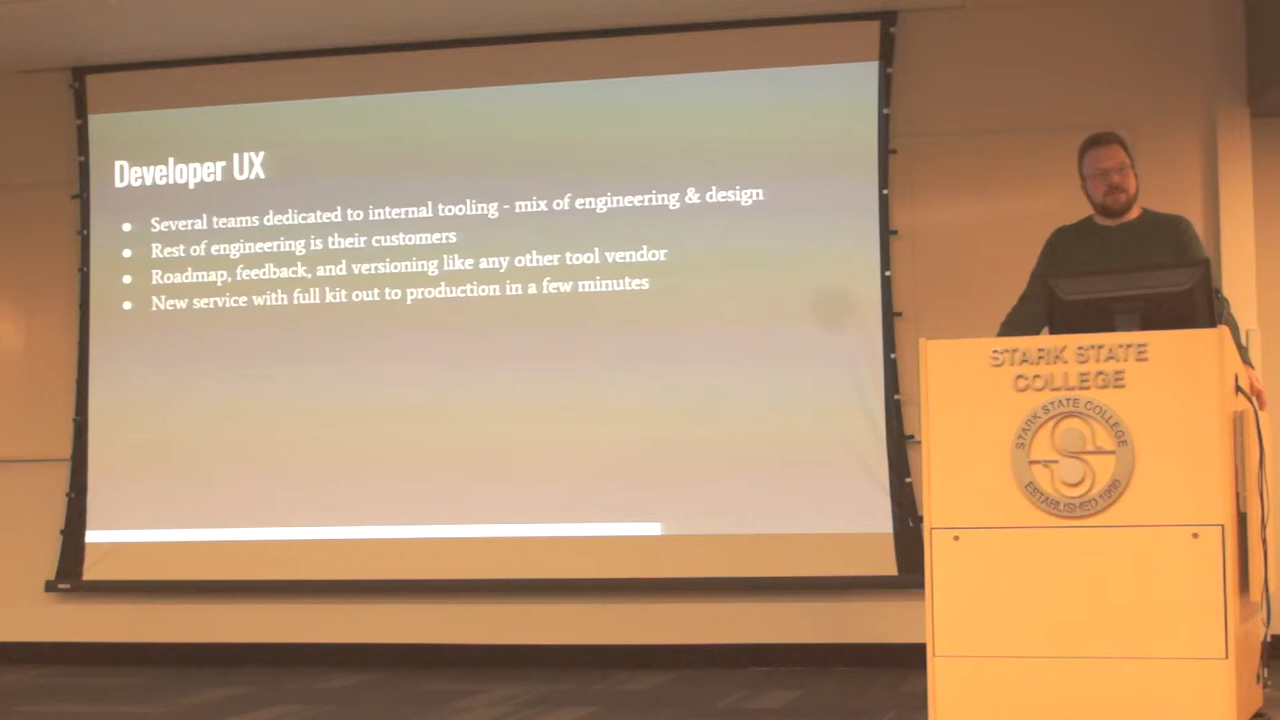 Developer UX
Several teams dedicated to internal tooling - mix of engineering & design
Rest of engineering is their customers
Roadmap, feedback, and versioning like any other tool vendor
New service with full kit out to production in a few minutes
STARK STATE
COLLEGE
STARK STATE COLLEGE
ESTABLISHED 1960